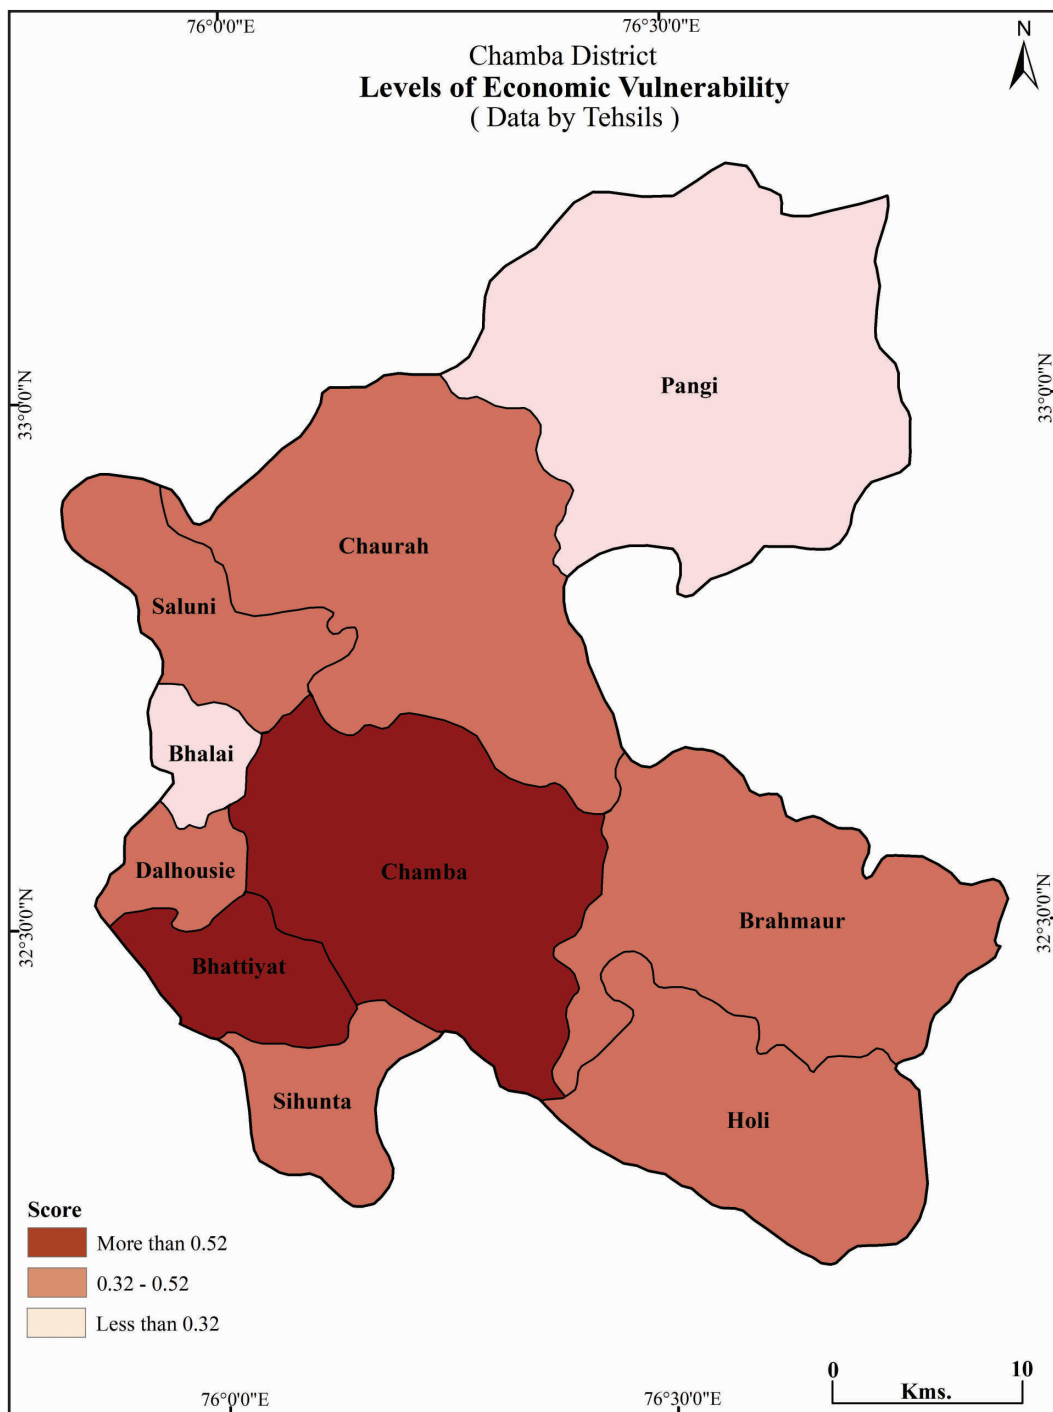 76°0'0"E
76°30'0"E
N
Chamba District
Levels of Economic Vulnerability
( Data by Tehsils )
33°0'0"N
33°0'0"N
Pangi
Chaurah
Saluni
Bhalai
Dalhousie
Chamba
Brahmaur
32°30'0"N
32°30'0"N
Bhattiyat
Sihunta
Holi
Score
More than 0.52
0.32 - 0.52
Less than 0.32
0 10
Kms.
76°0'0"E
76°30'0"E